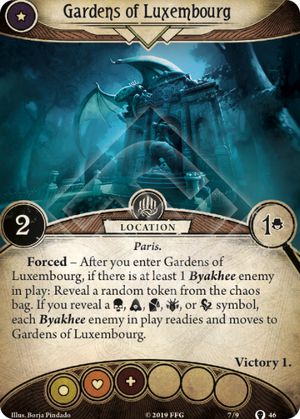 Gardens of Luxembourg
2
LOCATION
1
Paris.
Forced – After you enter Gardens of
Luxembourg, if there is at least 1 Byakhee enemy
in play: Reveal a random token from the chaos
bag. If you reveal a , , , , or symbol,
each Byakhee enemy in play readies and moves to
Gardens of Luxembourg.
Victory 1.
Illus. Borja Pindado
© 2019 FFG
7/9
46